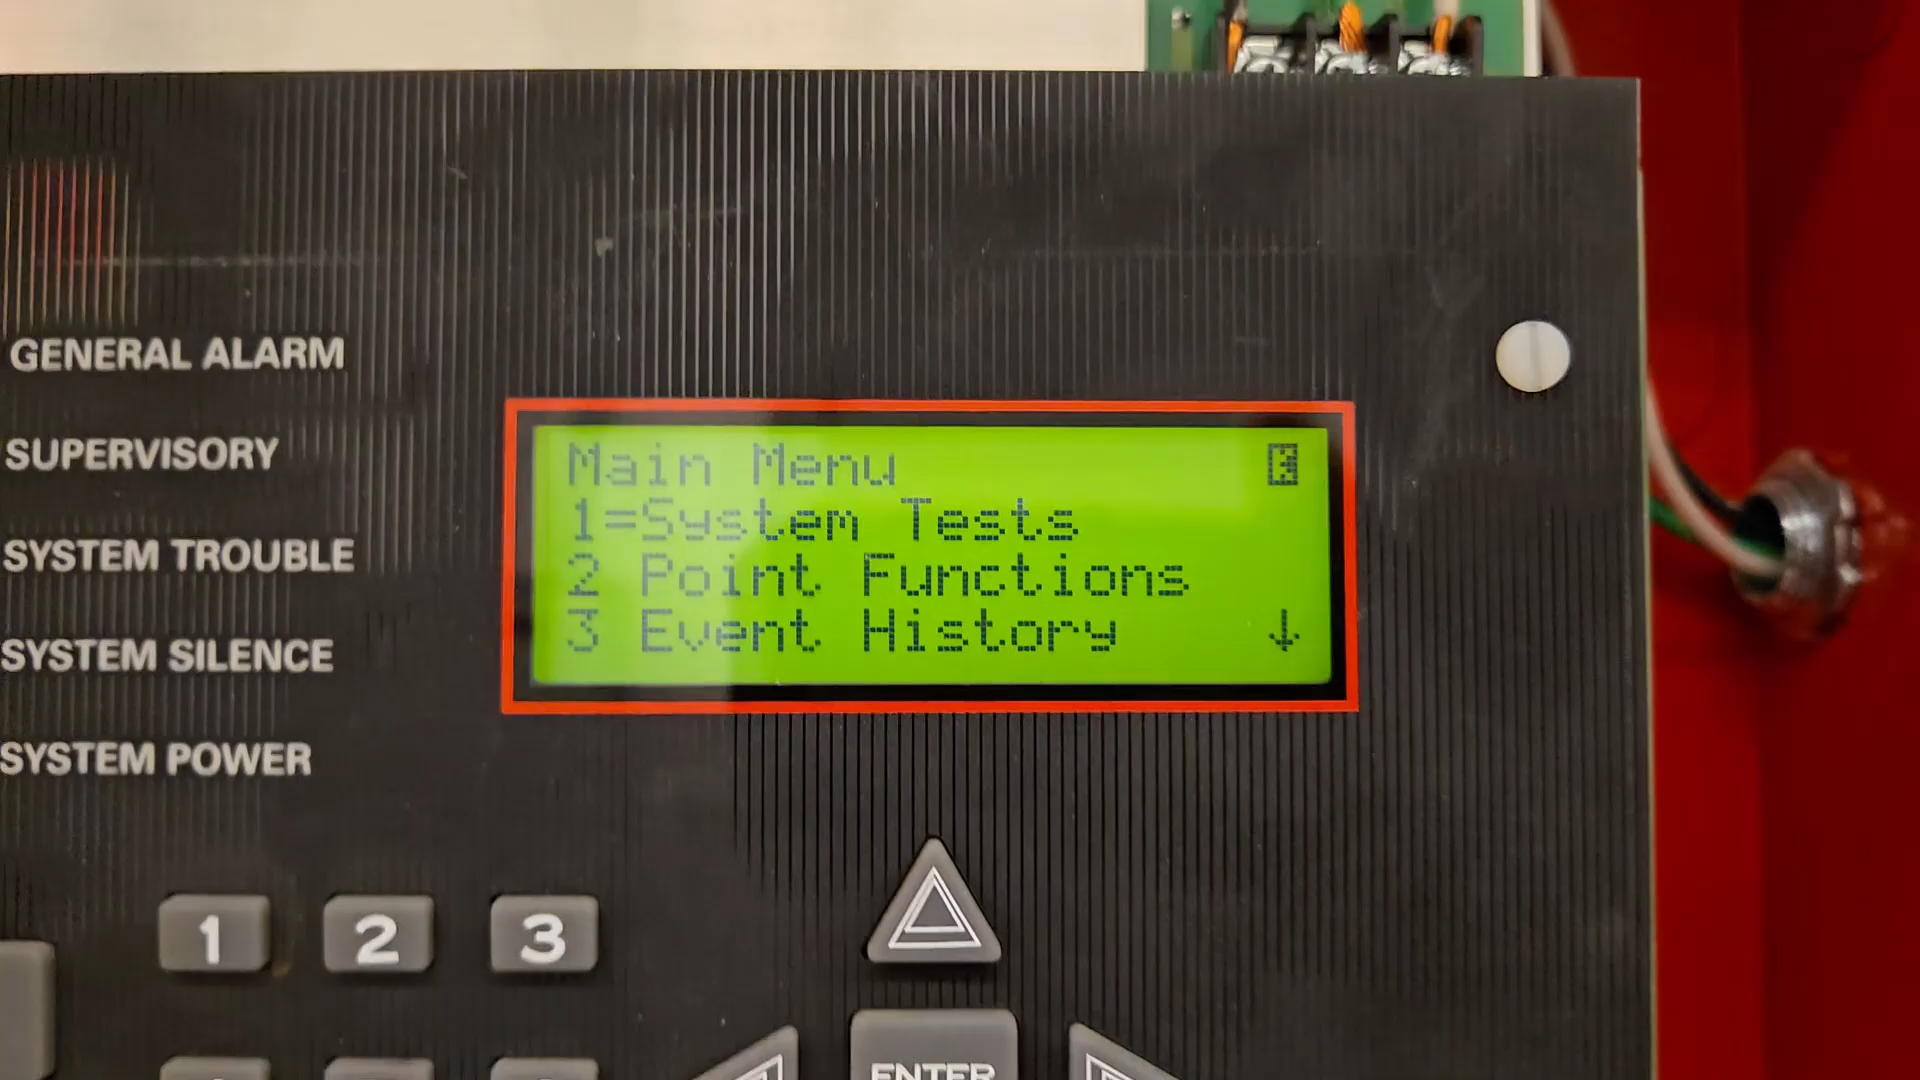 GENERAL ALARM
SUPERVISORY
SYSTEM TROUBLE
SYSTEM SILENCE
SYSTEM POWER
Main Menu
1=System Tests
2 Point Functions
3 Event History ↓
1 2 3
ENTER